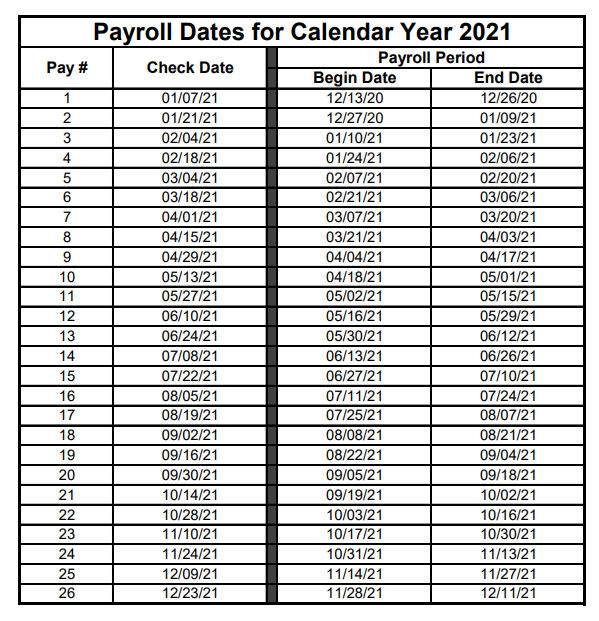 Payroll Dates for Calendar Year 2021
Pay # Check Date Payroll Period
Begin Date End Date
1 01/07/21 12/13/20 12/26/20
2 01/21/21 12/27/20 01/09/21
3 02/04/21 01/10/21 01/23/21
4 02/18/21 01/24/21 02/06/21
5 03/04/21 02/07/21 02/20/21
6 03/18/21 02/21/21 03/06/21
7 04/01/21 03/07/21 03/20/21
8 04/15/21 03/21/21 04/03/21
9 04/29/21 04/04/21 04/17/21
10 05/13/21 04/18/21 05/01/21
11 05/27/21 05/02/21 05/15/21
12 06/10/21 05/16/21 05/29/21
13 06/24/21 05/30/21 06/12/21
14 07/08/21 06/13/21 06/26/21
15 07/22/21 06/27/21 07/10/21
16 08/05/21 07/11/21 07/24/21
17 08/19/21 07/25/21 08/07/21
18 09/02/21 08/08/21 08/21/21
19 09/16/21 08/22/21 09/04/21
20 09/30/21 09/05/21 09/18/21
21 10/14/21 09/19/21 10/02/21
22 10/28/21 10/03/21 10/16/21
23 11/10/21 10/17/21 10/30/21
24 11/24/21 10/31/21 11/13/21
25 12/09/21 11/14/21 11/27/21
26 12/23/21 11/28/21 12/11/21